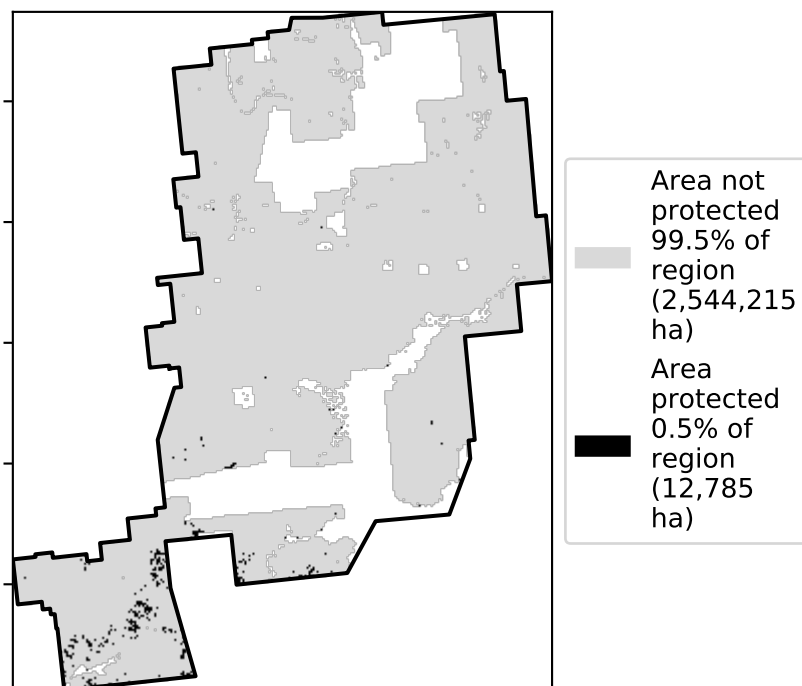 Area not
protected
99.5% of
region
(2,544,215
ha)
Area
protected
0.5% of
region
(12,785
ha)